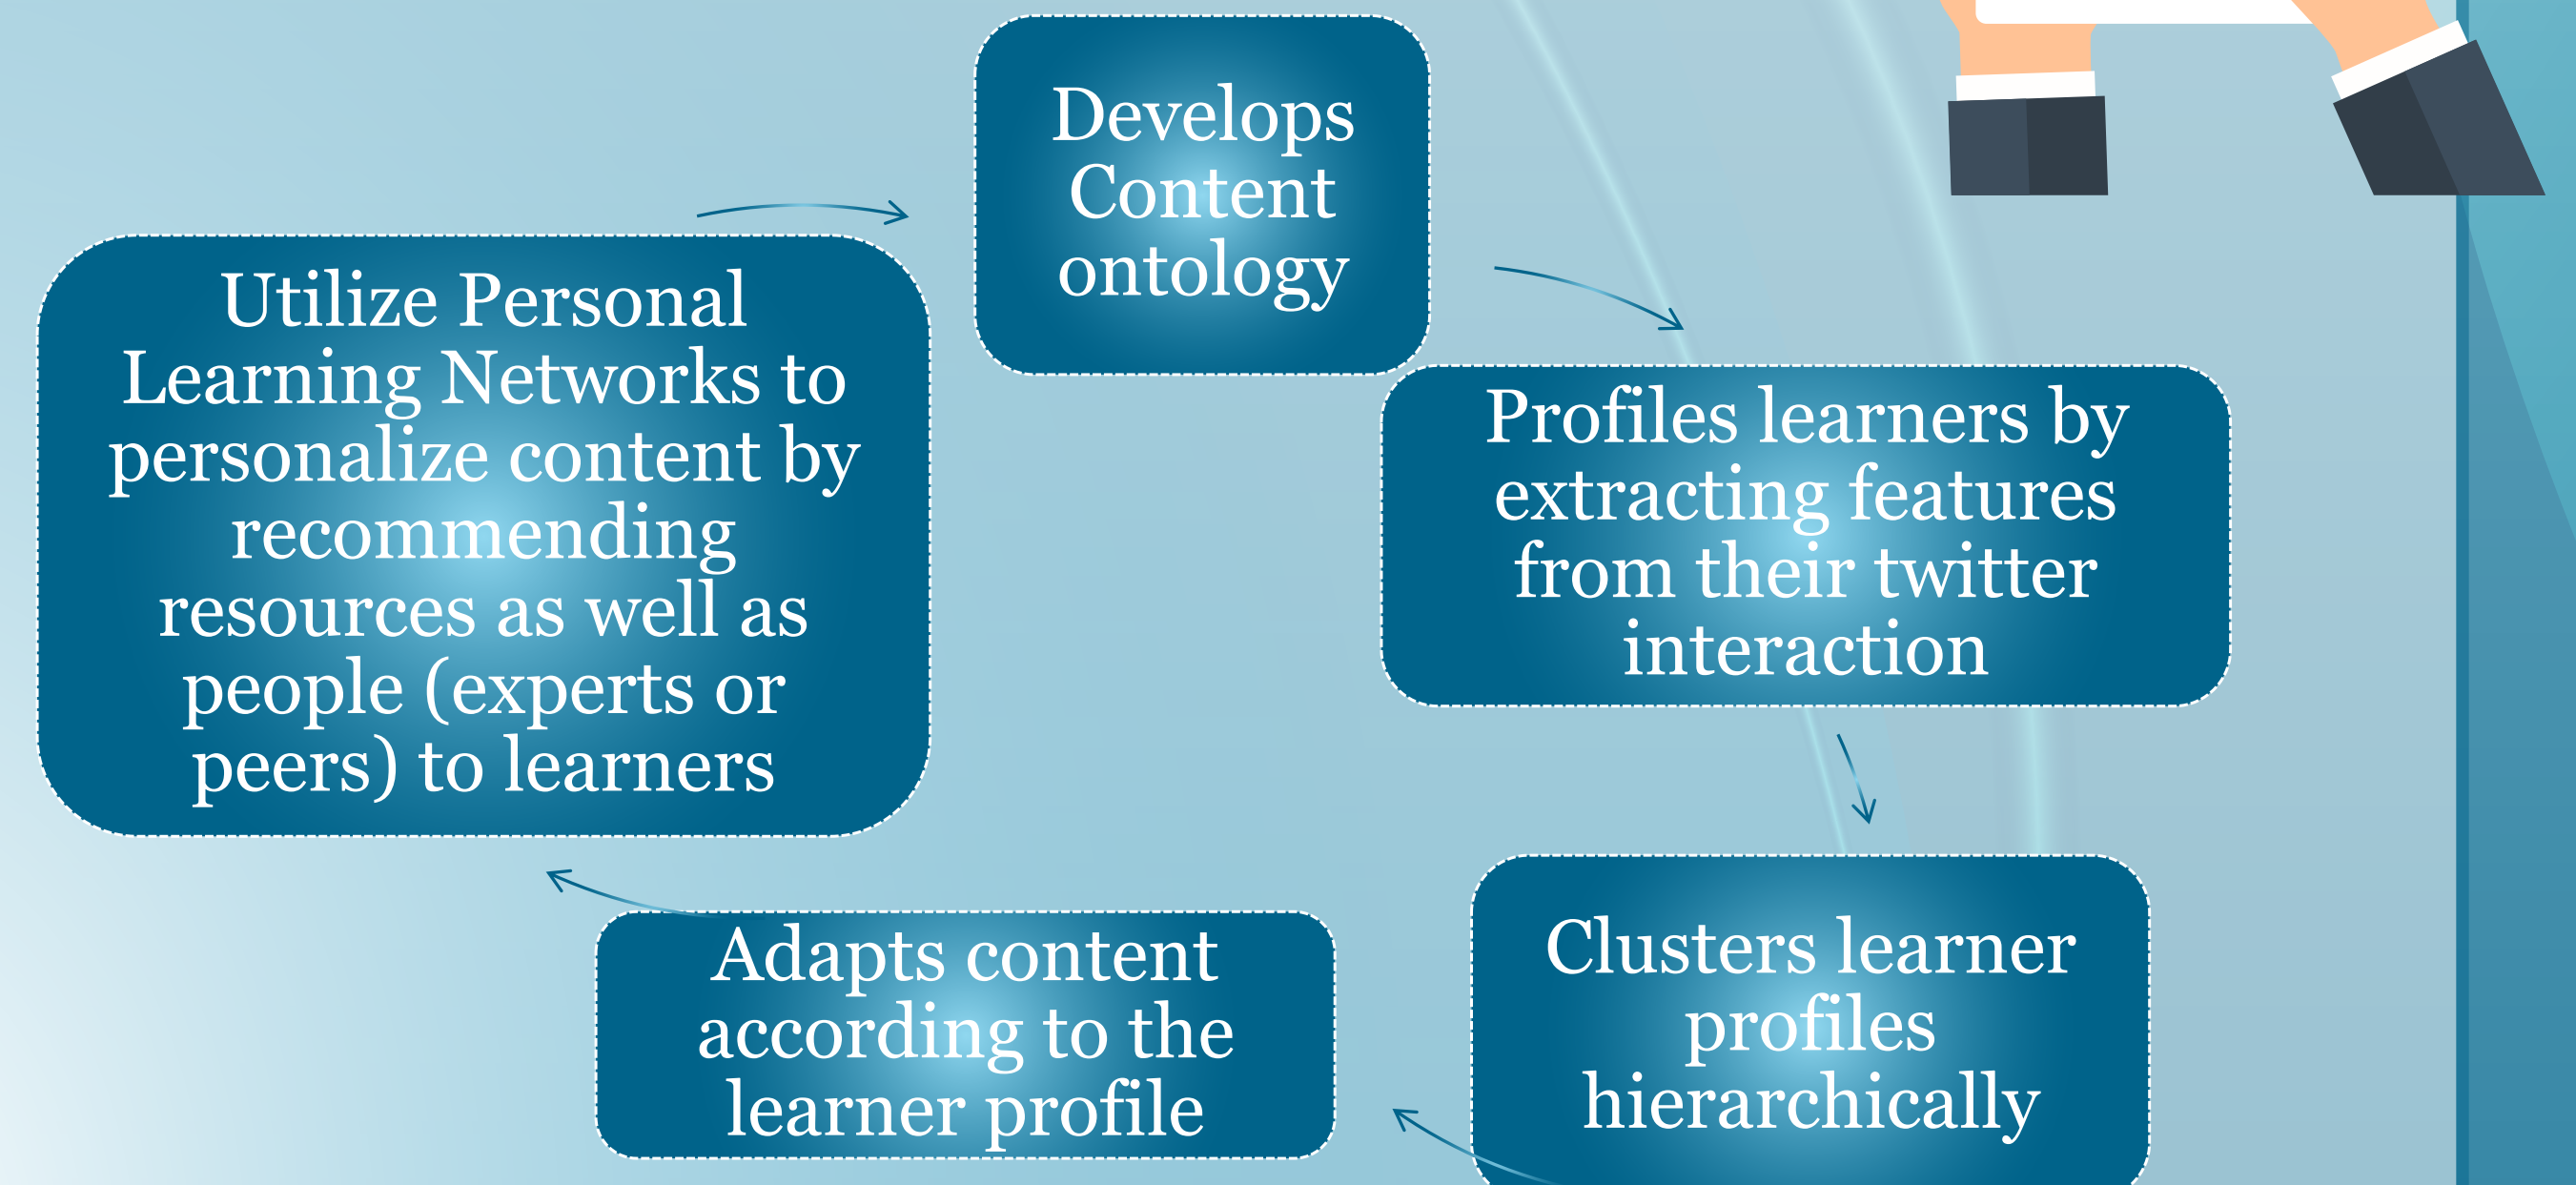 Develops
Content
ontology
Profiles learners by
extracting features
from their twitter
interaction
Clusters learner
profiles
hierarchically
Adapts content
according to the
learner profile
Utilize Personal
Learning Networks to
personalize content by
recommending
resources as well as
people (experts or
peers) to learners